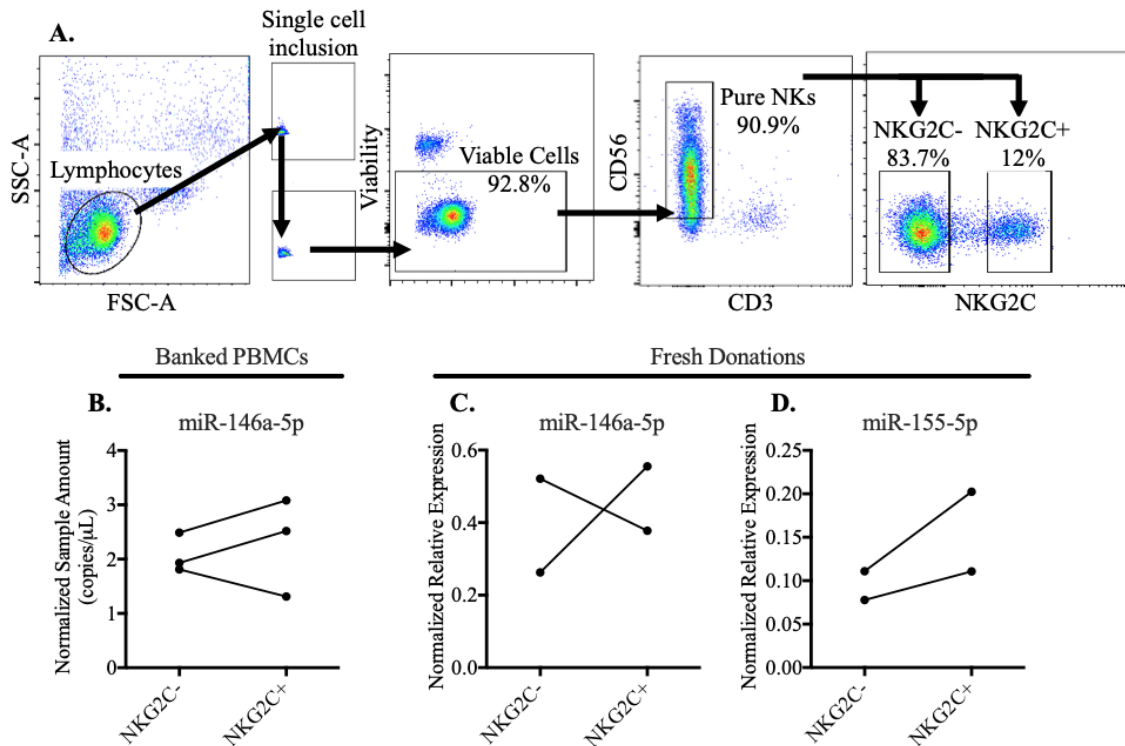 A.
Single cell
inclusion
SSC-A
Lymphocytes
FSC-A
Viability
Viable Cells
92.8%
CD56
Pure NKs
90.9%
CD3
NKG2C- NKG2C+
83.7% 12%
NKG2C
Banked PBMCs
Fresh Donations
B.
miR-146a-5p
Normalized Sample Amount
(copies/μL)
4
3
2
1
0
NKG2C-
NKG2C+
C.
miR-146a-5p
Normalized Relative Expression
0.6
0.4
0.2
0.0
NKG2C-
NKG2C+
D.
miR-155-5p
Normalized Relative Expression
0.25
0.20
0.15
0.10
0.05
0.00
NKG2C-
NKG2C+